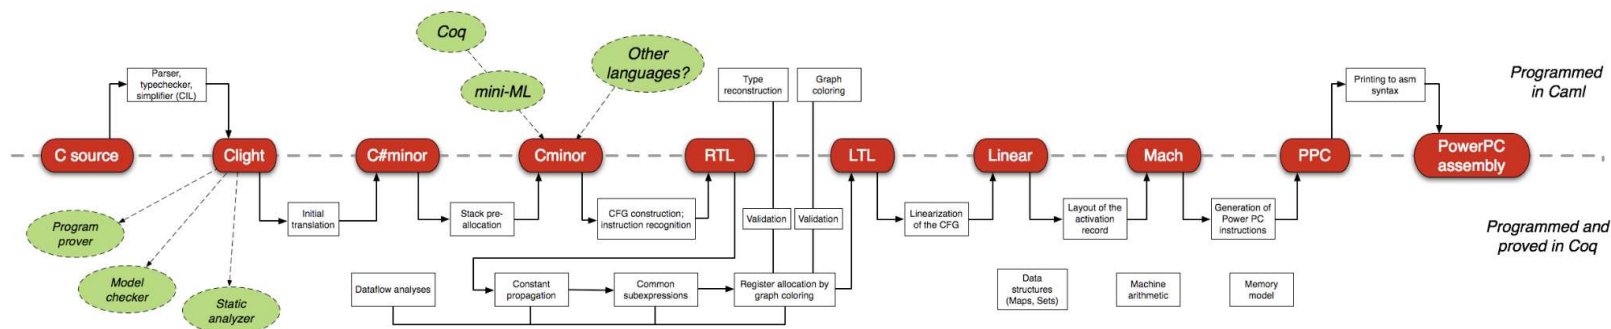 Coq
Other
languages?
mini-ML
Parser,
typechecker,
simplifier (CIL)
Type
reconstruction
Graph
coloring
Printing to asm
syntax
Programmed
in Caml
C source
Clight
C#minor
Cminor
RTL
LTL
Linear
Mach
PPC
PowerPC
assembly
Initial
translation
Stack pre-
allocation
CFG construction;
instruction recognition
Validation
Validation
Linearization
of the CFG
Layout of the
activation
record
Generation of
Power PC
instructions
Programmed and
proved in Coq
Program
prover
Model
checker
Static
analyzer
Dataflow analyses
Constant
propagation
Common
subexpressions
Register allocation by
graph coloring
Data
structures
(Maps, Sets)
Machine
arithmetic
Memory
model